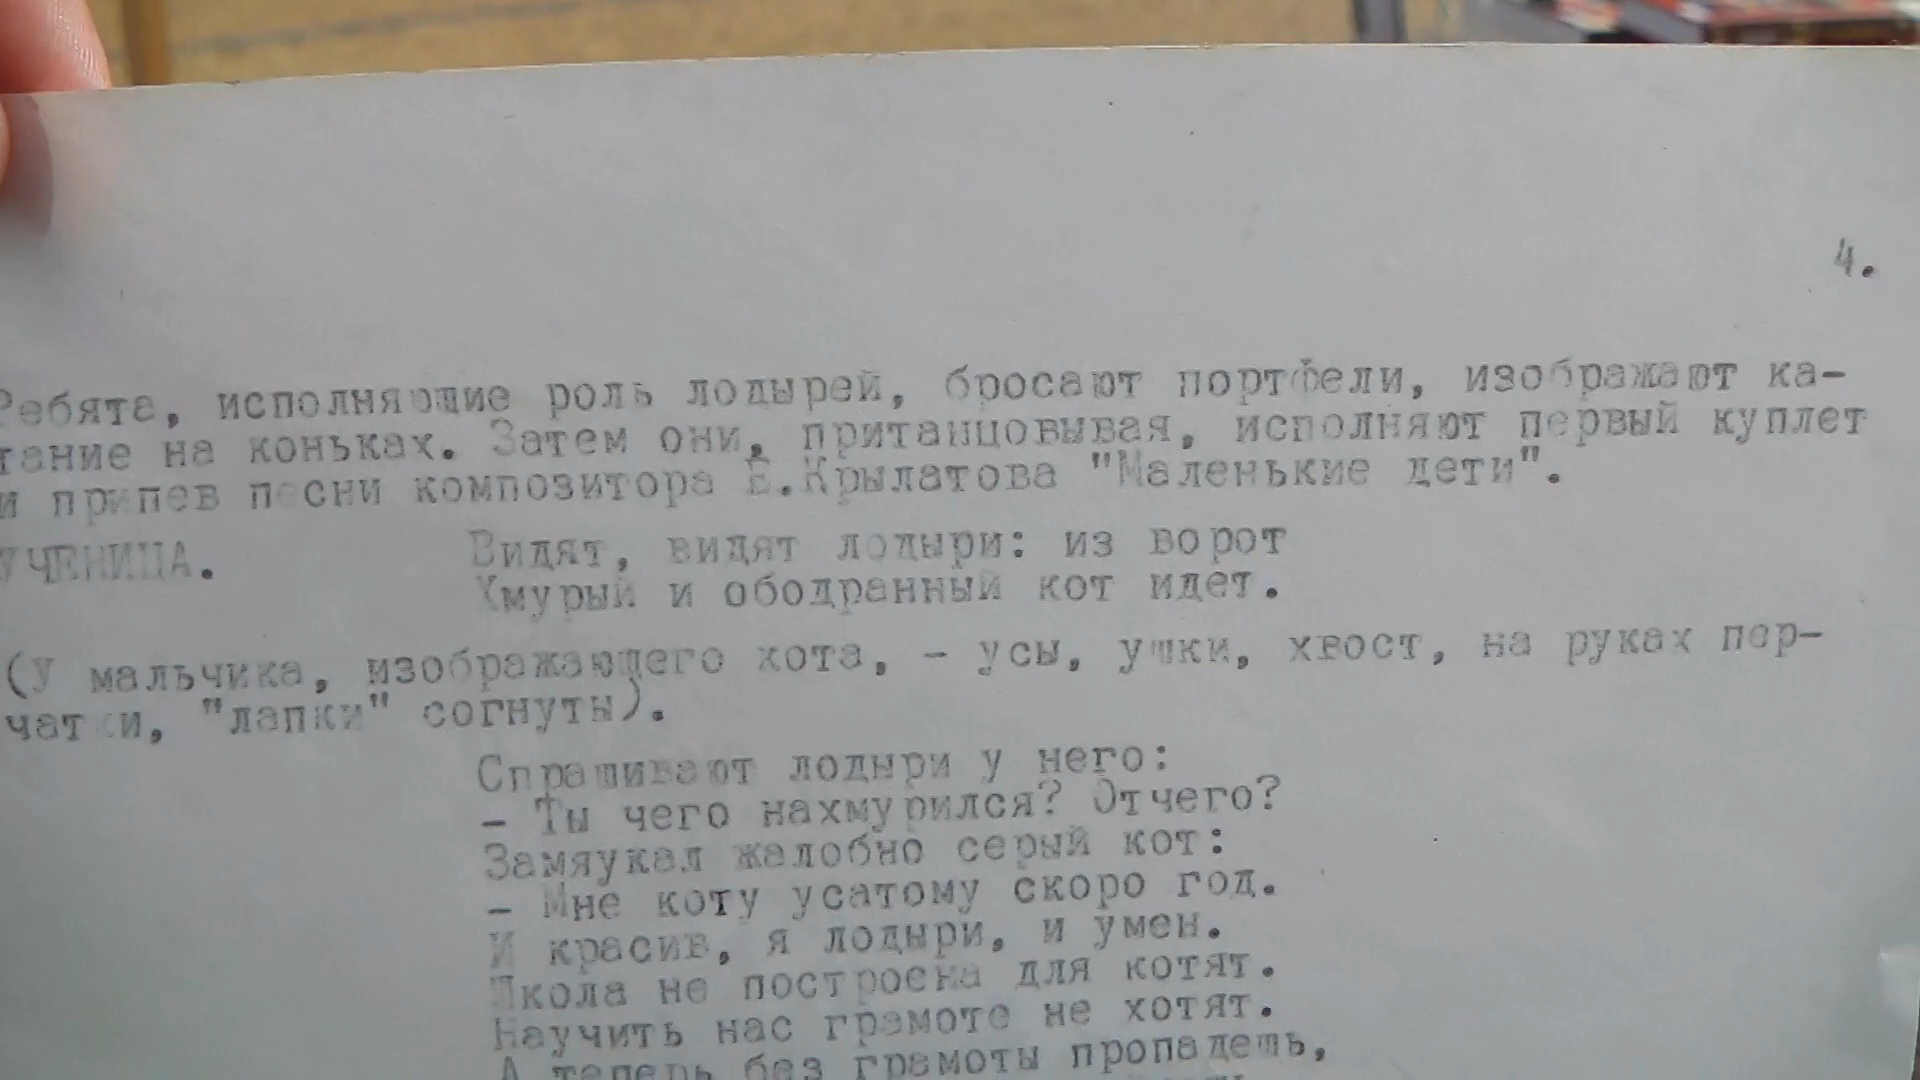 4.
Ребята, исполняющие роль лодырей, бросают портфели, изображают ка-
тание на коньках. Затем они, пританцовывая, исполняют первый куплет
и припев песни композитора Е.Крылатова "Маленькие дети".
УЧЕНИЦА. Видят, видят лодыри: из ворот
Хмурый и ободранный кот идет.
(У мальчика, изображающего кота, - усы, ушки, хвост, на руках пер-
чатки, "лапки" согнуты).
Спрашивают лодыри у него:
- Ты чего нахмурился? Отчего?
Замяукал жалобно серый кот:
- Мне коту усатому скоро год.
И красив, я лодыри, и умен.
Школа не построена для котят.
Научить нас грамоте не хотят.
А теперь без грамоты пропадешь,